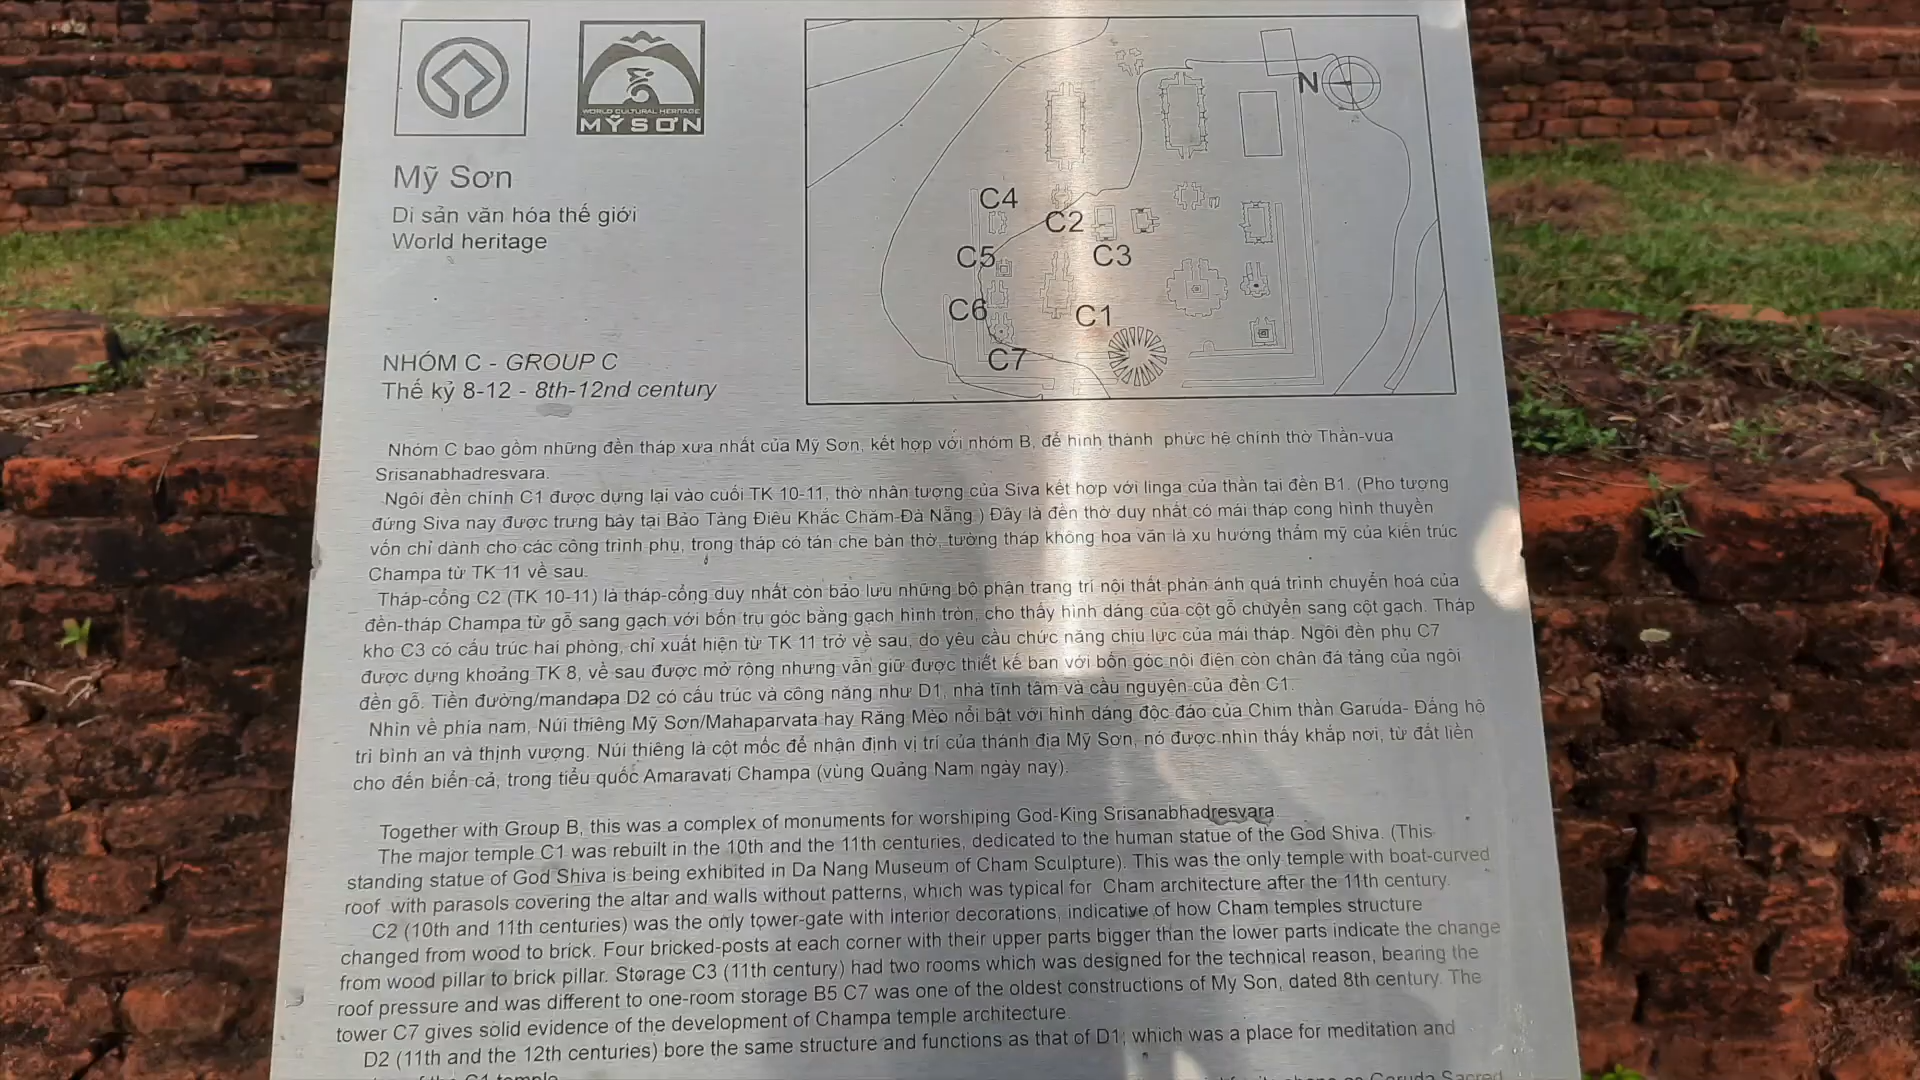 WORLD CULTURAL HERITAGE
MỸ SƠN
Mỹ Sơn
Di sản văn hóa thế giới
World heritage
N
C4
C2
C5
C3
C6
C1
C7
NHÓM C - GROUP C
Thế kỷ 8-12 - 8th-12nd century
Nhóm C bao gồm những đền tháp xưa nhất của Mỹ Sơn, kết hợp với nhóm B, để hình thành phức hệ chính thờ Thần-vua
Srisanabhadresvara.
Ngôi đền chính C1 được dựng lại vào cuối TK 10-11, thờ nhân tượng của Siva kết hợp với linga của thần tại đền B1. (Pho tượng
đứng Siva nay được trưng bày tại Bảo Tàng Điêu Khắc Chăm-Đà Nẵng.) Đây là đền thờ duy nhất có mái tháp cong hình thuyền
vốn chỉ dành cho các công trình phụ, trong tháp có tán che bàn thờ, tường tháp không hoa văn là xu hướng thẩm mỹ của kiến trúc
Champa từ TK 11 về sau.
Tháp-cổng C2 (TK 10-11) là tháp-cổng duy nhất còn bảo lưu những bộ phận trang trí nội thất phản ánh quá trình chuyển hoá của
đền-tháp Champa từ gỗ sang gạch với bốn trụ góc bằng gạch hình tròn, cho thấy hình dáng của cột gỗ chuyển sang cột gạch. Tháp
kho C3 có cấu trúc hai phòng, chỉ xuất hiện từ TK 11 trở về sau, do yêu cầu chức năng chịu lực của mái tháp. Ngôi đền phụ C7
được dựng khoảng TK 8, về sau được mở rộng nhưng vẫn giữ được thiết kế ban với bốn góc nội điện còn chân đá tảng của ngôi
đền gỗ. Tiền đường/mandapa D2 có cấu trúc và công năng như D1, nhà tĩnh tâm và cầu nguyện của đền C1.
Nhìn về phía nam, Núi thiêng Mỹ Sơn/Mahaparvata hay Răng Mèo nổi bật với hình dáng độc đáo của Chim thần Garuda- Đấng hộ
trì bình an và thịnh vượng. Núi thiêng là cột mốc để nhận định vị trí của thánh địa Mỹ Sơn, nó được nhìn thấy khắp nơi, từ đất liền
cho đến biển cả, trong tiểu quốc Amaravati Champa (vùng Quảng Nam ngày nay).
Together with Group B, this was a complex of monuments for worshiping God-King Srisanabhadresvara.
The major temple C1 was rebuilt in the 10th and the 11th centuries, dedicated to the human statue of the God Shiva. (This
standing statue of God Shiva is being exhibited in Da Nang Museum of Cham Sculpture). This was the only temple with boat-curved
roof with parasols covering the altar and walls without patterns, which was typical for Cham architecture after the 11th century.
C2 (10th and 11th centuries) was the only tower-gate with interior decorations, indicative of how Cham temples structure
changed from wood to brick. Four bricked-posts at each corner with their upper parts bigger than the lower parts indicate the change
from wood pillar to brick pillar. Storage C3 (11th century) had two rooms which was designed for the technical reason, bearing the
roof pressure and was different to one-room storage B5 C7 was one of the oldest constructions of My Son, dated 8th century. The
tower C7 gives solid evidence of the development of Champa temple architecture.
D2 (11th and the 12th centuries) bore the same structure and functions as that of D1, which was a place for meditation and
of the C1 temple
Garuda Sacred